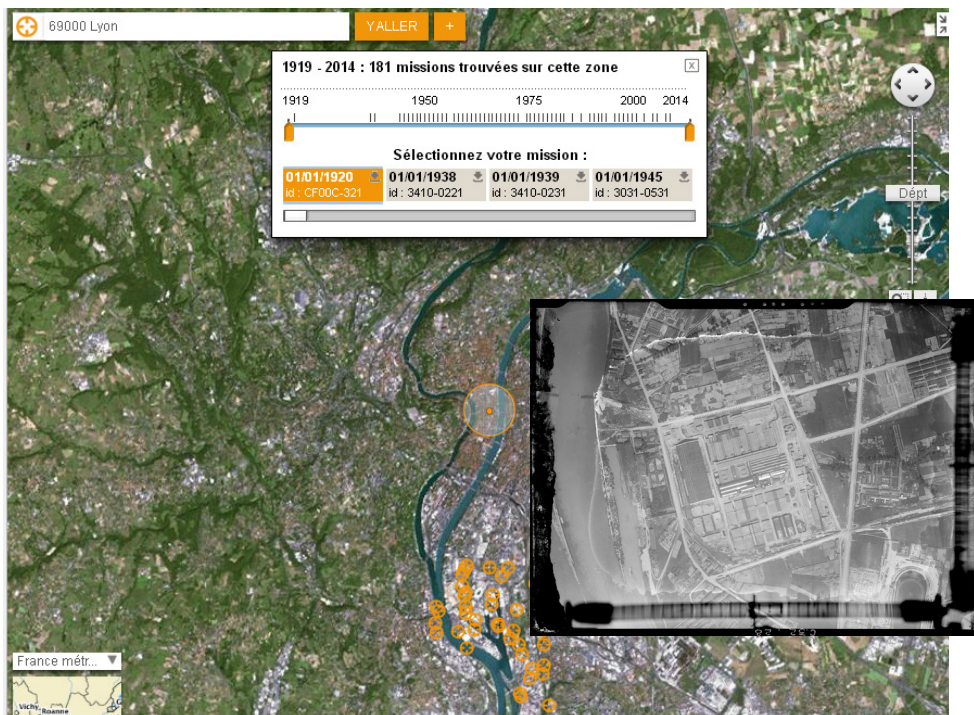 69000 Lyon
Y ALLER
+
1919 - 2014 : 181 missions trouvées sur cette zone
x
1919 1950 1975 2000 2014
Sélectionnez votre mission :
01/01/1920 01/01/1938 01/01/1939 01/01/1945
id : CF00C-321 id : 3410-0221 id : 3410-0231 id : 3031-0531
Dépt
France métr...
Vichy
Roanne